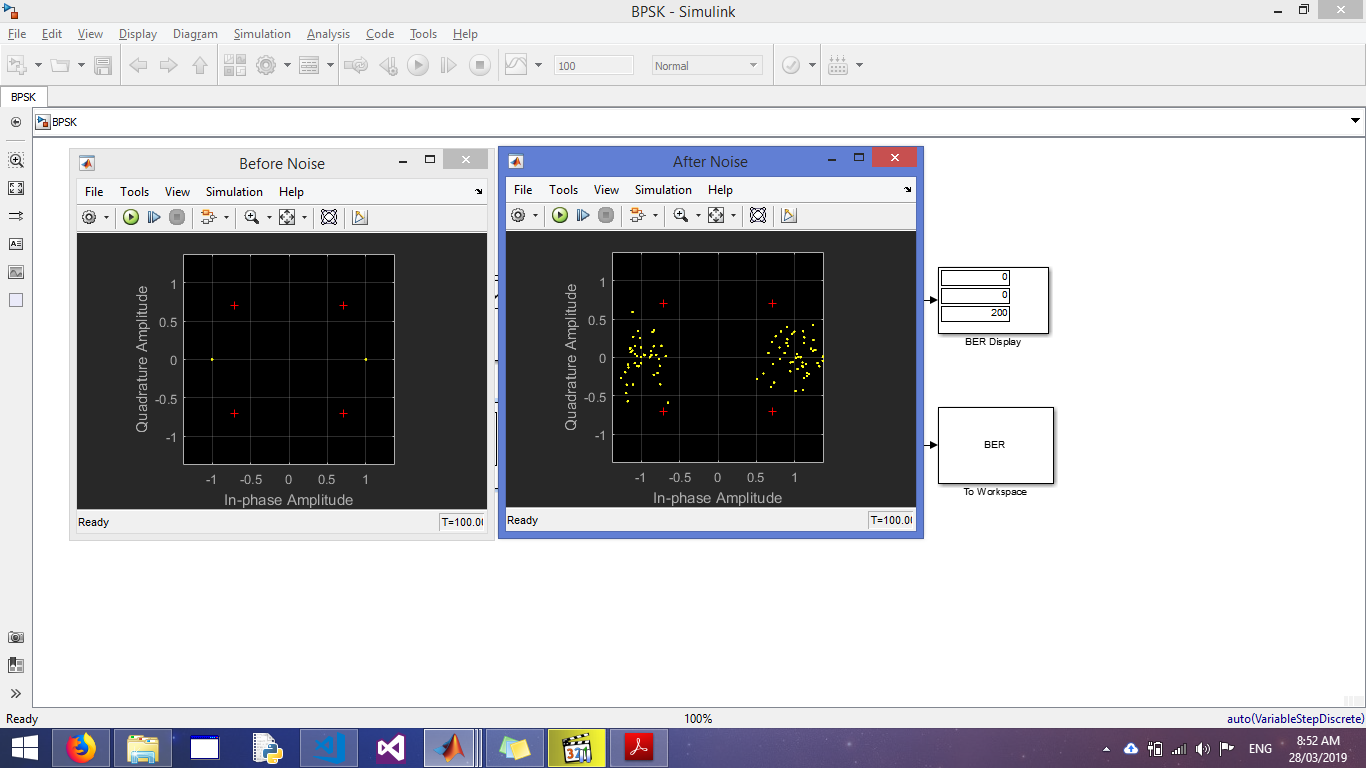 BPSK - Simulink
File Edit View Display Diagram Simulation Analysis Code Tools Help
100 Normal
BPSK
BPSK
Before Noise
File Tools View Simulation Help
Quadrature Amplitude
1
0.5
0
-0.5
-1
-1 -0.5 0 0.5 1
In-phase Amplitude
Ready T=100.0
After Noise
File Tools View Simulation Help
Quadrature Amplitude
1
0.5
0
-0.5
-1
-1 -0.5 0 0.5 1
In-phase Amplitude
Ready T=100.0
0
0
200
BER Display
BER
To Workspace
Ready 100% auto(VariableStepDiscrete)
321
ENG
8:52 AM
28/03/2019